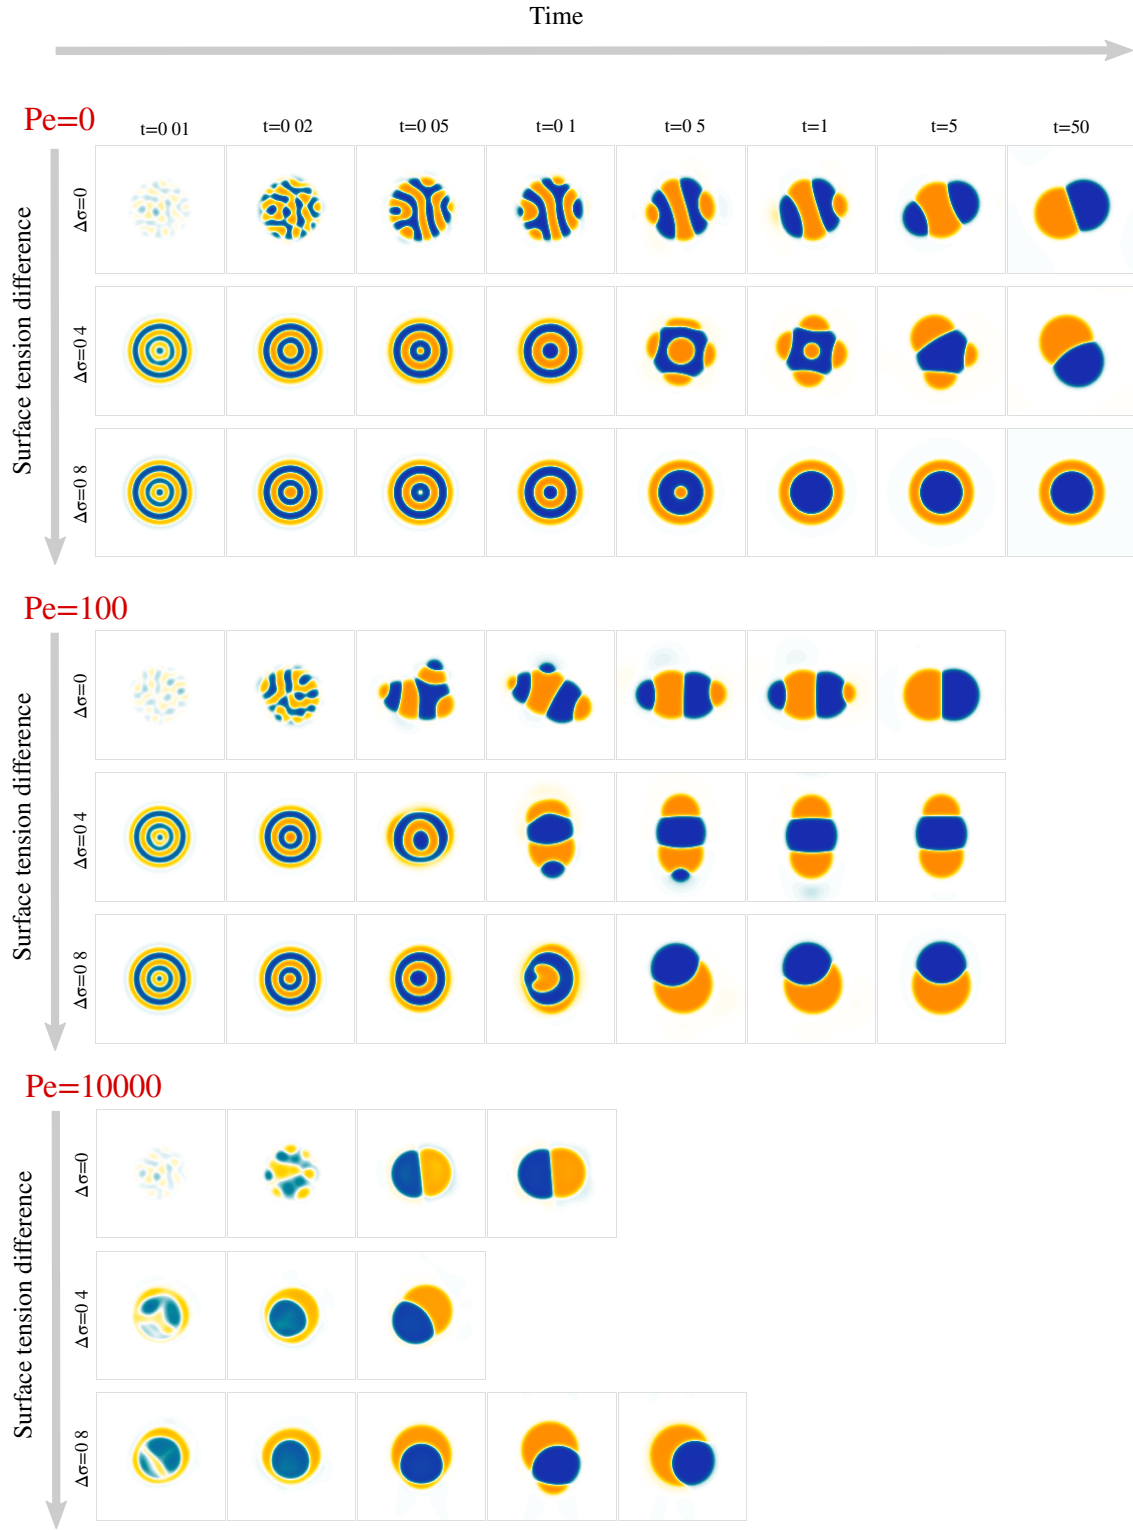 Time
Pe=0
t=0 01 t=0 02 t=0 05 t=0 1 t=0 5 t=1 t=5 t=50
Surface tension difference
Δσ=0
Δσ=0 4
Δσ=0 8
Pe=100
Surface tension difference
Δσ=0
Δσ=0 4
Δσ=0 8
Pe=10000
Surface tension difference
Δσ=0
Δσ=0 4
Δσ=0 8